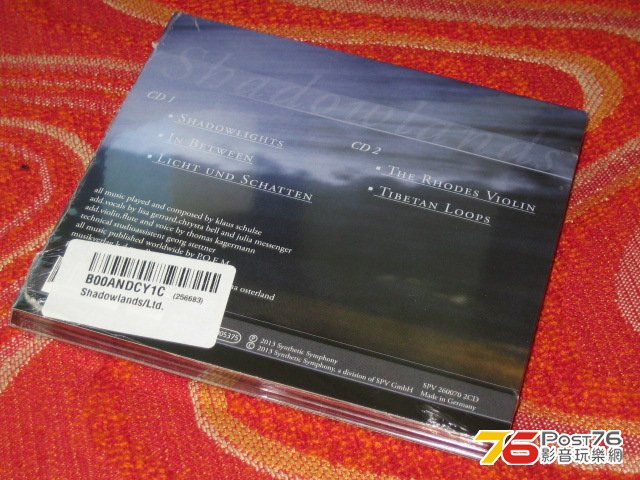 Shadowlands
CD 1
• Shadowlights
• In Between
• Licht und Schatten
CD 2
• The Rhodes Violin
• Tibetan Loops
all music played and composed by klaus schulze
add.vocals by lisa gerrard,chrysta bell and julia messenger
add.violin,flute and voice by thomas kagermann
technical studioassistent georg stettner
all music published worldwide by P.O.E.M.
musikverlag
osterland
B00ANDCY1C
(256683)
Shadowlands/Ltd.
05375
℗ 2013 Synthetic Symphony
© 2013 Synthetic Symphony, a division of SPV GmbH
SPV 260070 2CD
Made in Germany
76 Post76
影音玩樂網